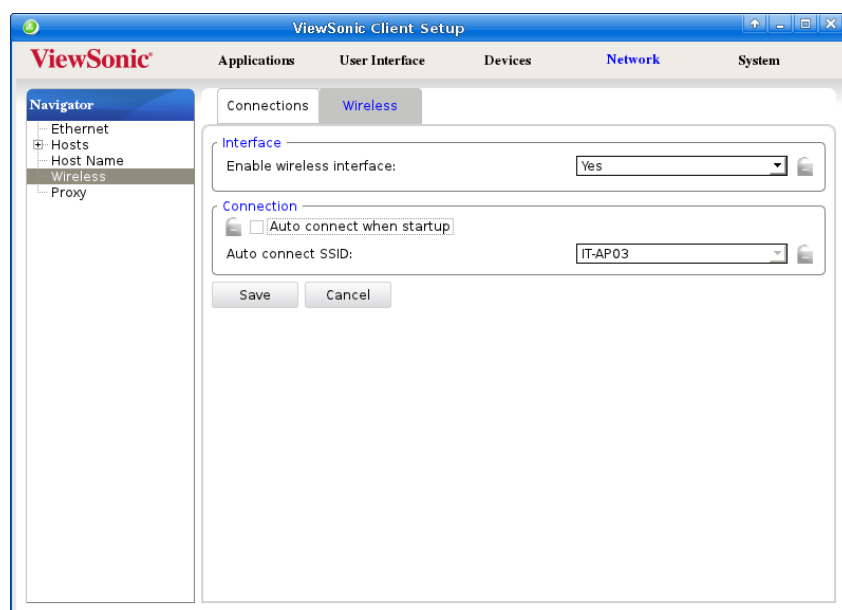 ViewSonic Client Setup
ViewSonic®
Applications User Interface Devices Network System
Navigator
Ethernet
Hosts
Host Name
Wireless
Proxy
Connections Wireless
Interface
Enable wireless interface: Yes
Connection
Auto connect when startup
Auto connect SSID: IT-AP03
Save Cancel